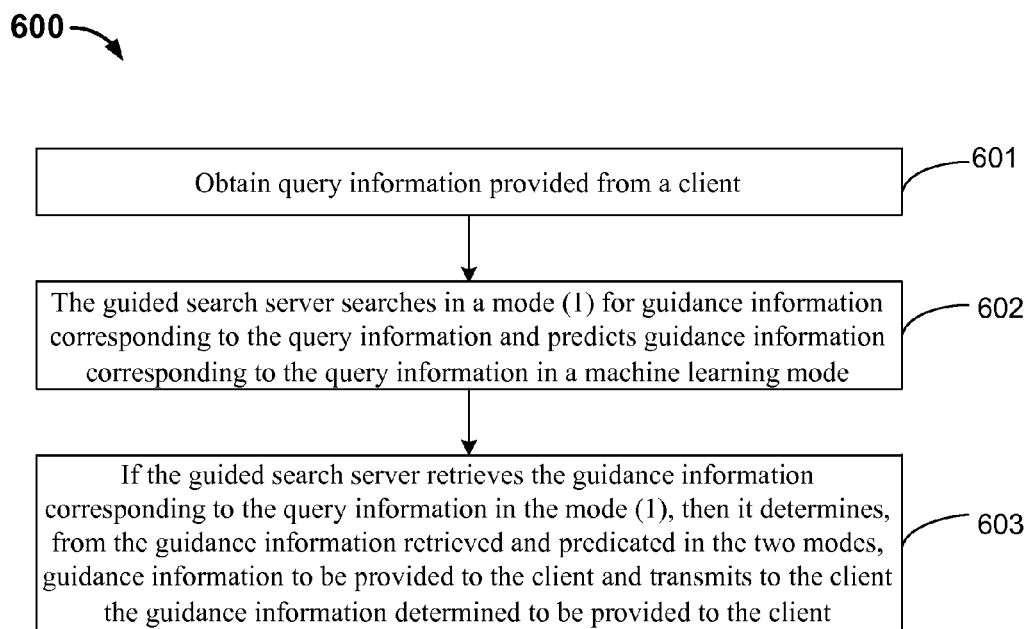 600
Obtain query information provided from a client
601
The guided search server searches in a mode (1) for guidance information
corresponding to the query information and predicts guidance information
corresponding to the query information in a machine learning mode
602
If the guided search server retrieves the guidance information
corresponding to the query information in the mode (1), then it determines,
from the guidance information retrieved and predicated in the two modes,
guidance information to be provided to the client and transmits to the client
the guidance information determined to be provided to the client
603